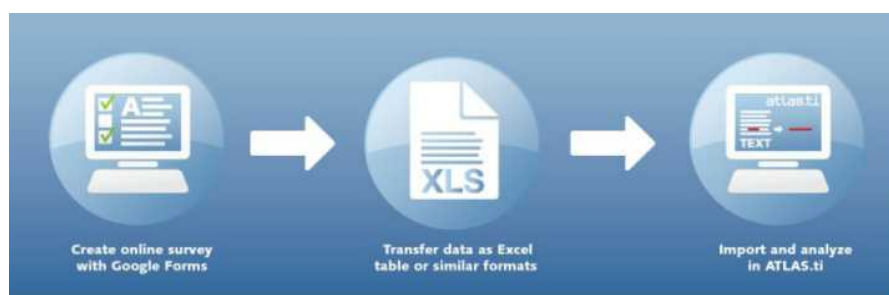 A
XLS
atlas.ti
TEXT
Create online survey
with Google Forms
Transfer data as Excel
table or similar formats
Import and analyze
in ATLAS.ti